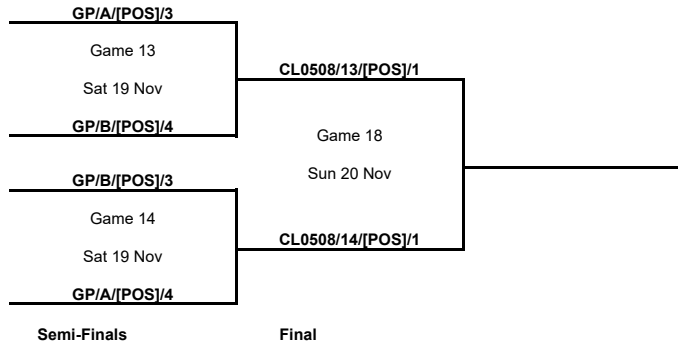 GP/A/[POS]/3
Game 13
Sat 19 Nov
GP/B/[POS]/4
CL0508/13/[POS]/1
Game 18
Sun 20 Nov
GP/B/[POS]/3
Game 14
Sat 19 Nov
GP/A/[POS]/4
CL0508/14/[POS]/1
Semi-Finals
Final